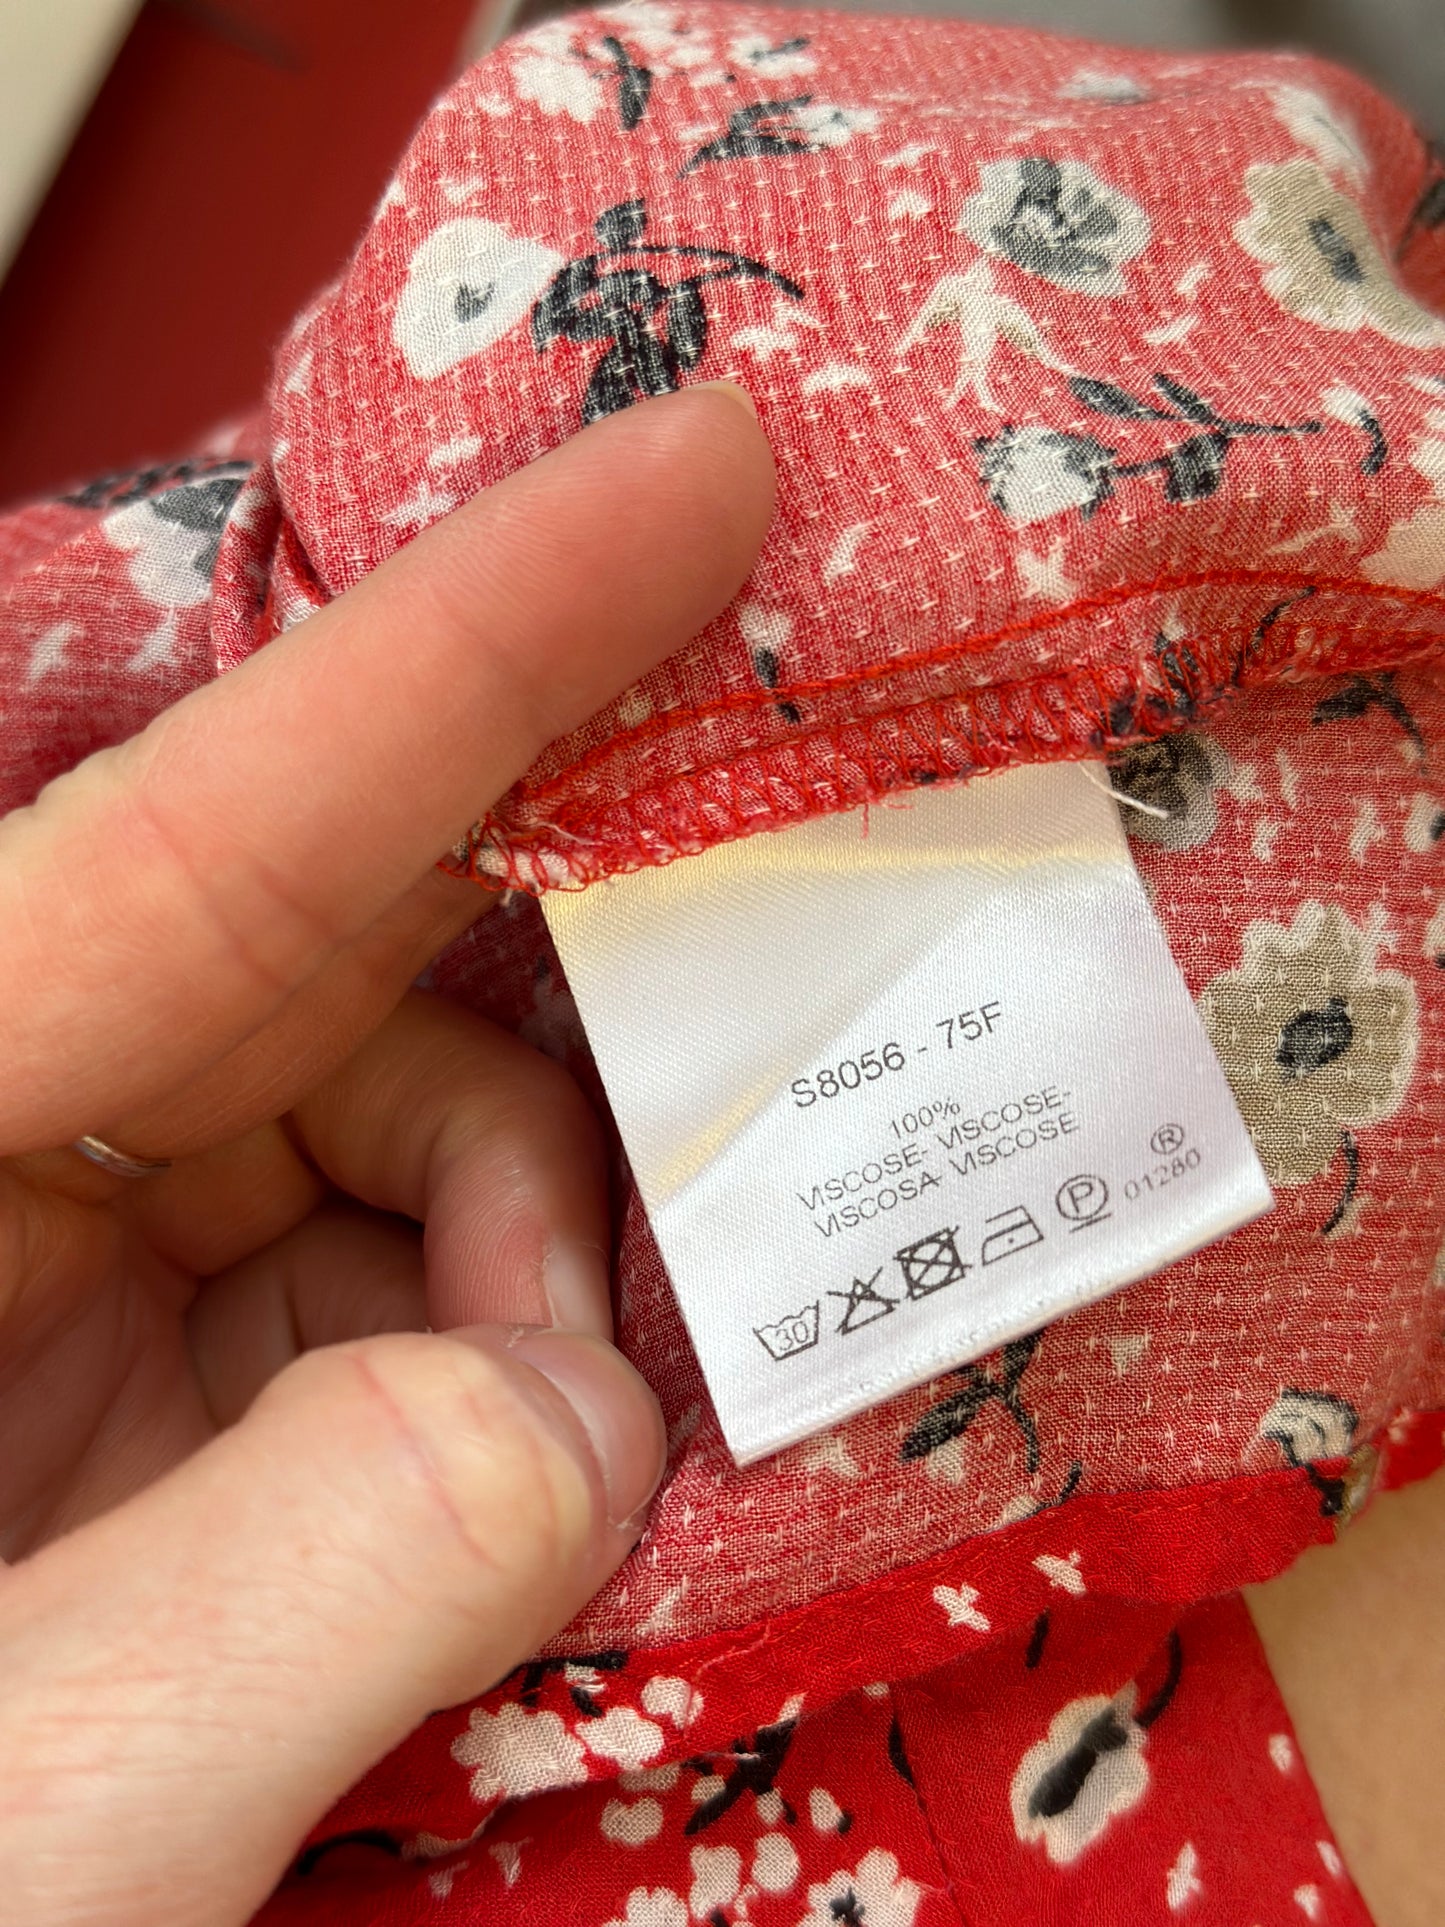 S8056 - 75F
100%
VISCOSE- VISCOSE-
VISCOSA- VISCOSE
30 P 01280 ®